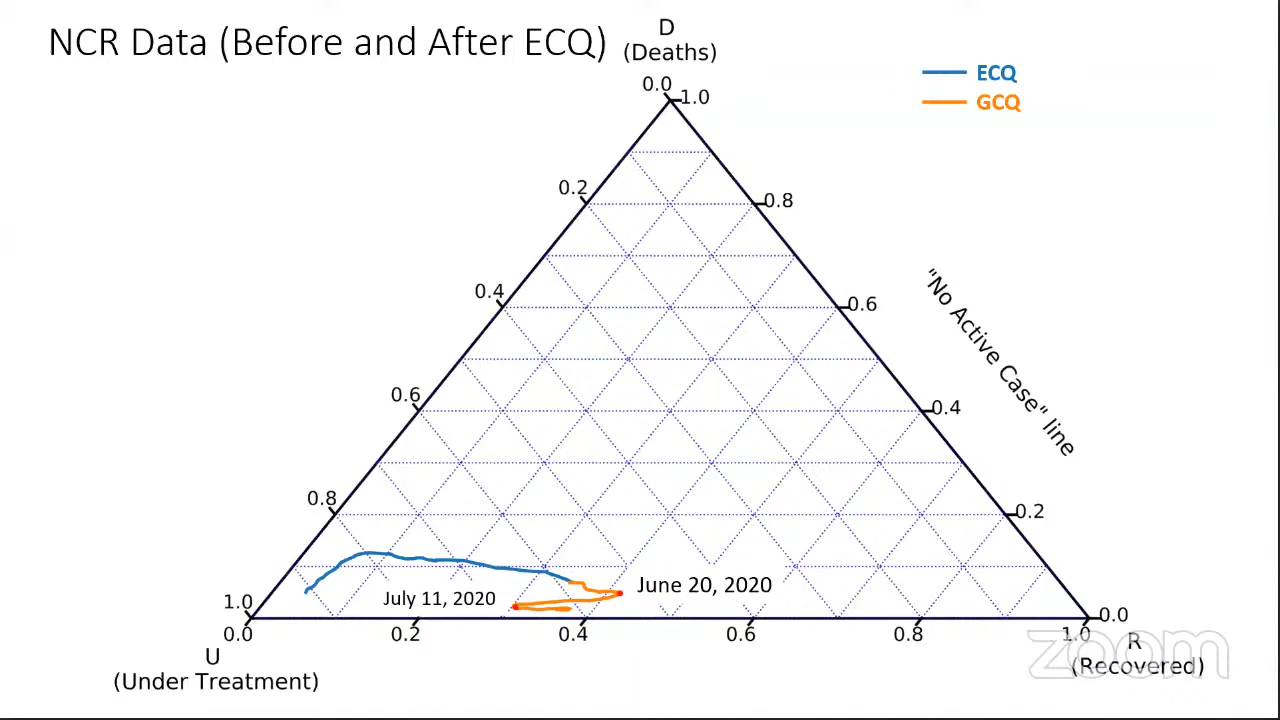 NCR Data (Before and After ECQ)
D
(Deaths)
ECQ
GCQ
0.0
1.0
0.2
0.8
0.4
0.6
"No Active Case" line
0.6
0.4
0.8
0.2
July 11, 2020
June 20, 2020
1.0
0.0
0.0
0.2
0.4
0.6
0.8
1.0
U
(Under Treatment)
R
(Recovered)
zoom